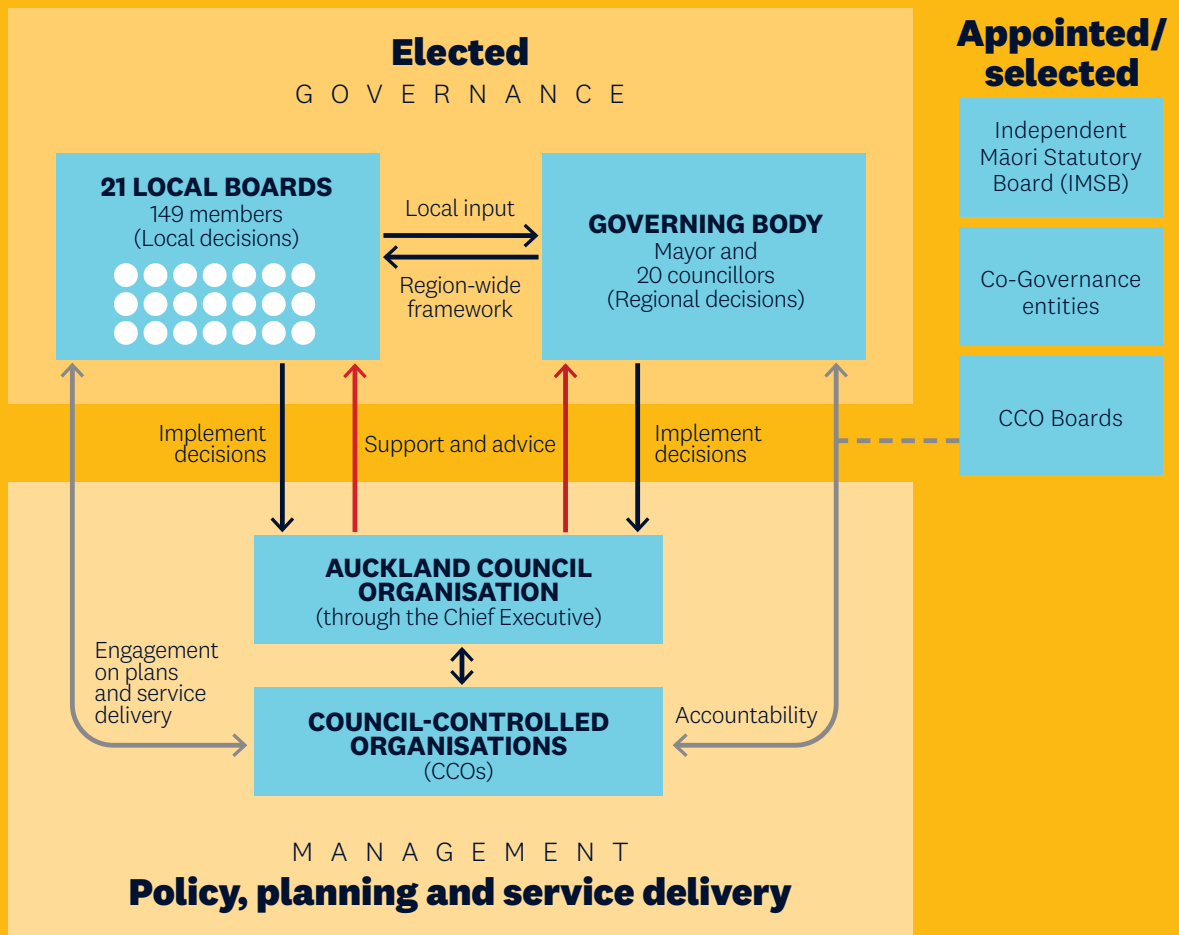 Elected
GOVERNANCE
Appointed/
selected
Independent
Māori Statutory
Board (IMSB)
Co-Governance
entities
CCO Boards
21 LOCAL BOARDS
149 members
(Local decisions)
Local input
Region-wide
framework
GOVERNING BODY
Mayor and
20 councillors
(Regional decisions)
Implement
decisions
Support and advice
Implement
decisions
AUCKLAND COUNCIL
ORGANISATION
(through the Chief Executive)
Engagement
on plans
and service
delivery
COUNCIL-CONTROLLED
ORGANISATIONS
(CCOs)
Accountability
MANAGEMENT
Policy, planning and service delivery